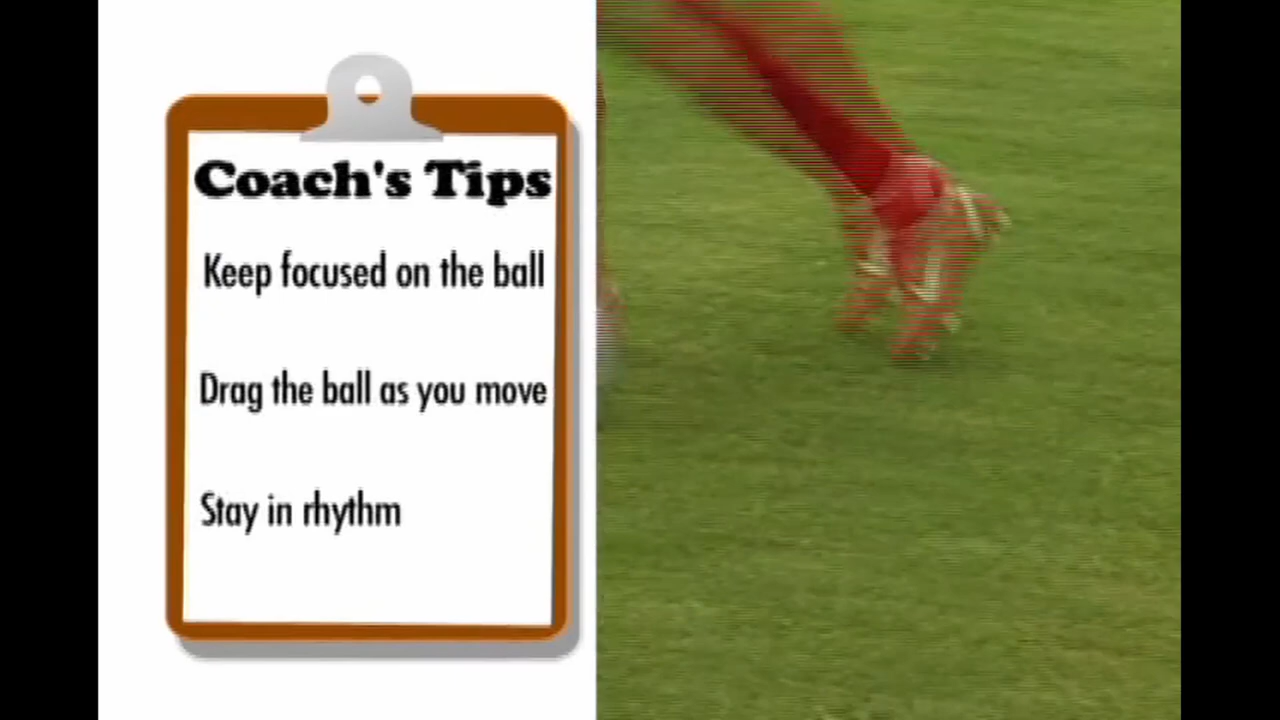 Coach's Tips
Keep focused on the ball
Drag the ball as you move
Stay in rhythm